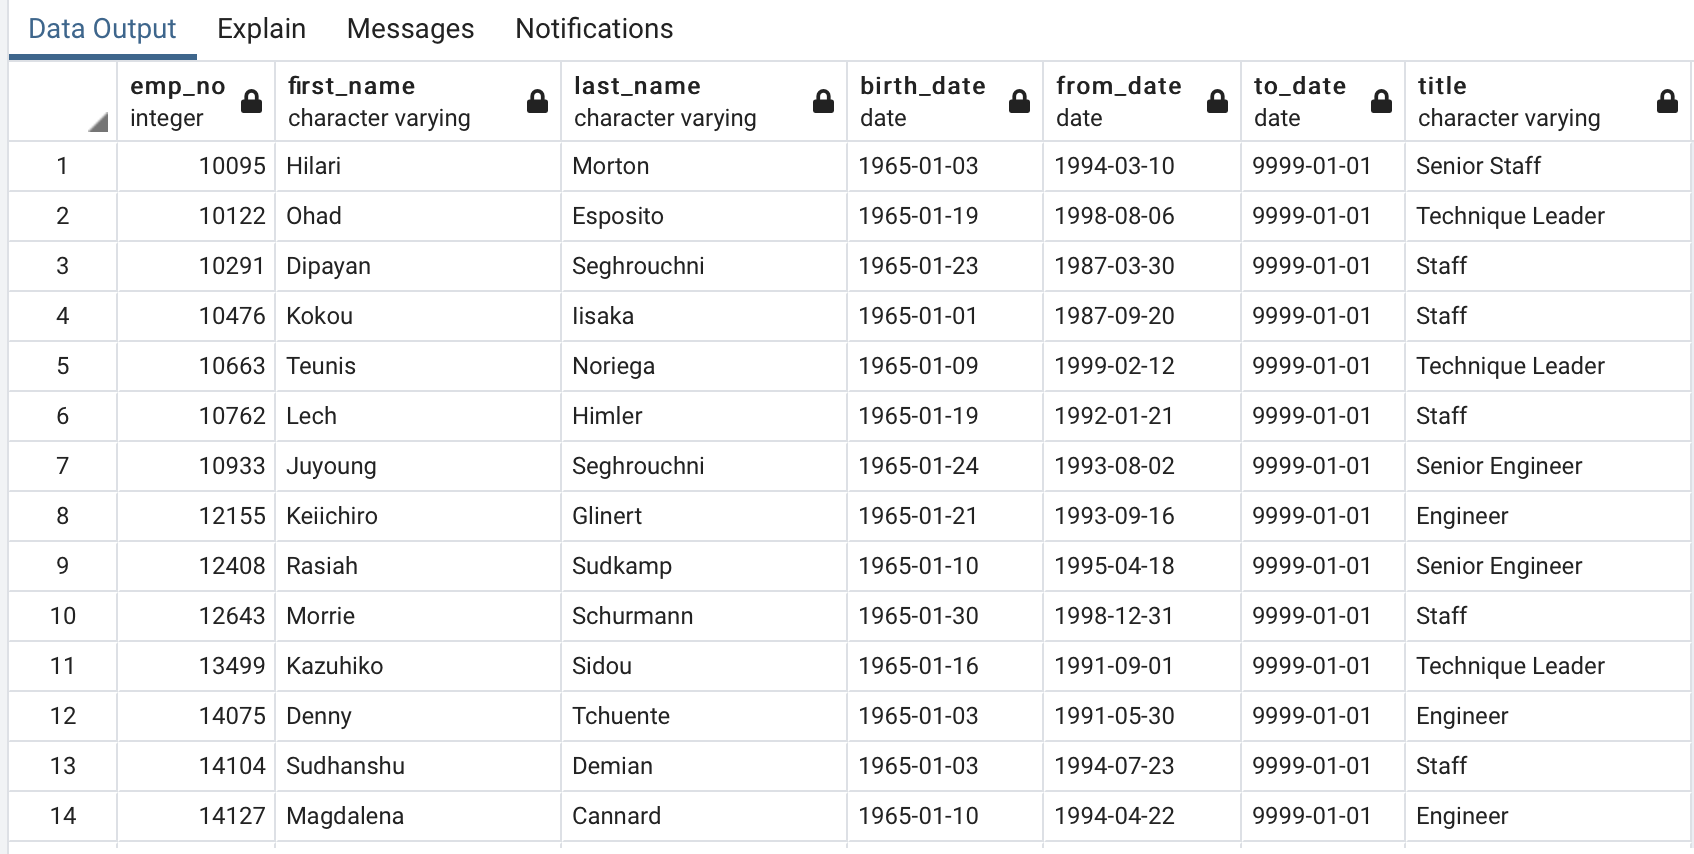 Data Output Explain Messages Notifications
emp_no first_name last_name birth_date from_date to_date title
integer character varying character varying date date date character varying
1 10095 Hilari Morton 1965-01-03 1994-03-10 9999-01-01 Senior Staff
2 10122 Ohad Esposito 1965-01-19 1998-08-06 9999-01-01 Technique Leader
3 10291 Dipayan Seghrouchni 1965-01-23 1987-03-30 9999-01-01 Staff
4 10476 Kokou Iisaka 1965-01-01 1987-09-20 9999-01-01 Staff
5 10663 Teunis Noriega 1965-01-09 1999-02-12 9999-01-01 Technique Leader
6 10762 Lech Himler 1965-01-19 1992-01-21 9999-01-01 Staff
7 10933 Juyoung Seghrouchni 1965-01-24 1993-08-02 9999-01-01 Senior Engineer
8 12155 Keiichiro Glinert 1965-01-21 1993-09-16 9999-01-01 Engineer
9 12408 Rasiah Sudkamp 1965-01-10 1995-04-18 9999-01-01 Senior Engineer
10 12643 Morrie Schurmann 1965-01-30 1998-12-31 9999-01-01 Staff
11 13499 Kazuhiko Sidou 1965-01-16 1991-09-01 9999-01-01 Technique Leader
12 14075 Denny Tchuente 1965-01-03 1991-05-30 9999-01-01 Engineer
13 14104 Sudhanshu Demian 1965-01-03 1994-07-23 9999-01-01 Staff
14 14127 Magdalena Cannard 1965-01-10 1994-04-22 9999-01-01 Engineer